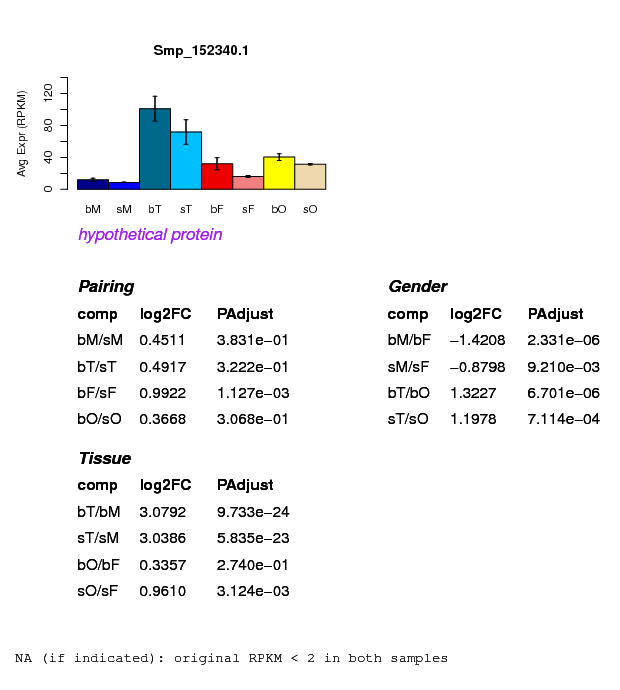 Smp_152340.1
Avg Expr (RPKM)
0 40 80 120
bM sM bT sT bF sF bO sO
hypothetical protein
Pairing
comp log2FC PAdjust
bM/sM 0.4511 3.831e−01
bT/sT 0.4917 3.222e−01
bF/sF 0.9922 1.127e−03
bO/sO 0.3668 3.068e−01
Gender
comp log2FC PAdjust
bM/bF −1.4208 2.331e−06
sM/sF −0.8798 9.210e−03
bT/bO 1.3227 6.701e−06
sT/sO 1.1978 7.114e−04
Tissue
comp log2FC PAdjust
bT/bM 3.0792 9.733e−24
sT/sM 3.0386 5.835e−23
bO/bF 0.3357 2.740e−01
sO/sF 0.9610 3.124e−03
NA (if indicated): original RPKM < 2 in both samples